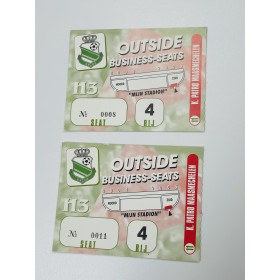 OUTSIDE
BUSINESS-SEATS
"MIJN STADION"
113
№ 0008
SEAT
4
RIJ
K. PATRO MAASMECHELEN
OUTSIDE
BUSINESS-SEATS
"MIJN STADION"
113
№ 0011
SEAT
4
RIJ
K. PATRO MAASMECHELEN